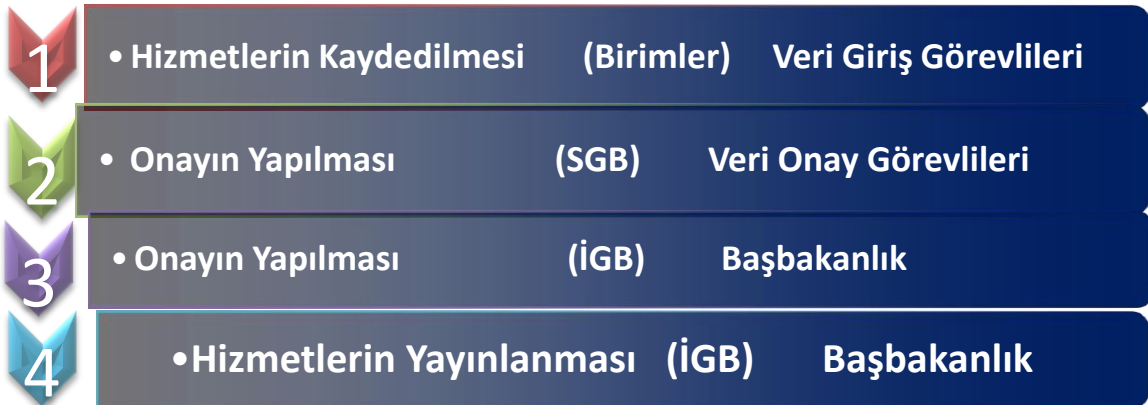 1 • Hizmetlerin Kaydedilmesi (Birimler) Veri Giriş Görevlileri
2 • Onayın Yapılması (SGB) Veri Onay Görevlileri
3 • Onayın Yapılması (İGB) Başbakanlık
4 •Hizmetlerin Yayınlanması (İGB) Başbakanlık